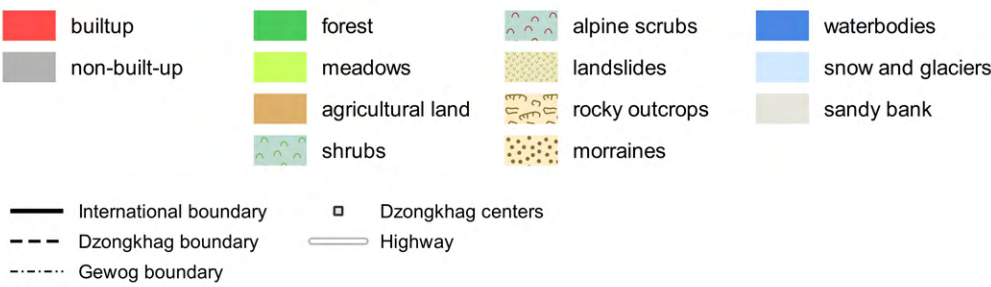 builtup
forest
alpine scrubs
waterbodies
non-built-up
meadows
landslides
snow and glaciers
agricultural land
rocky outcrops
sandy bank
shrubs
morraines
International boundary
Dzongkhag centers
Dzongkhag boundary
Highway
Gewog boundary